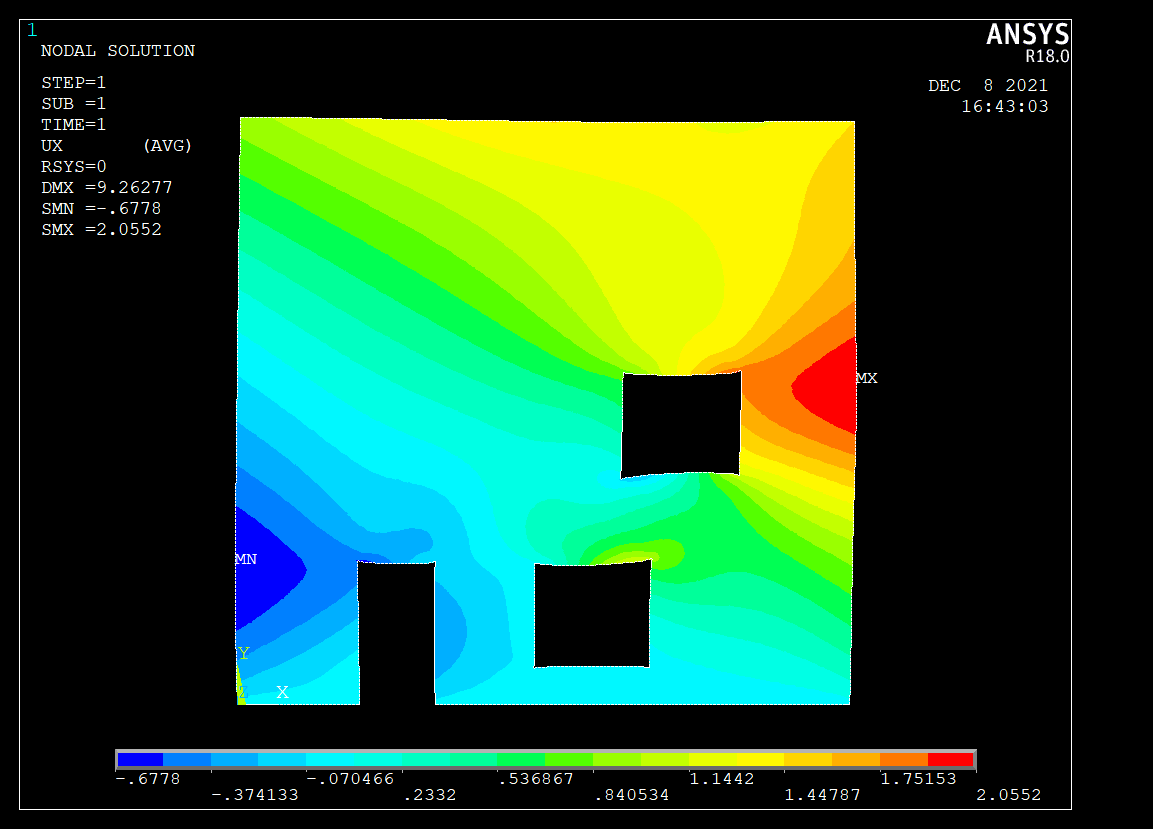 1
ANSYS
R18.0
NODAL SOLUTION
STEP=1
SUB =1
TIME=1
UX (AVG)
RSYS=0
DMX =9.26277
SMN =-.6778
SMX =2.0552
DEC 8 2021
16:43:03
MX
MN
Y
Z X
-.6778 -.070466 .536867 1.1442 1.75153
-.374133 .2332 .840534 1.44787 2.0552